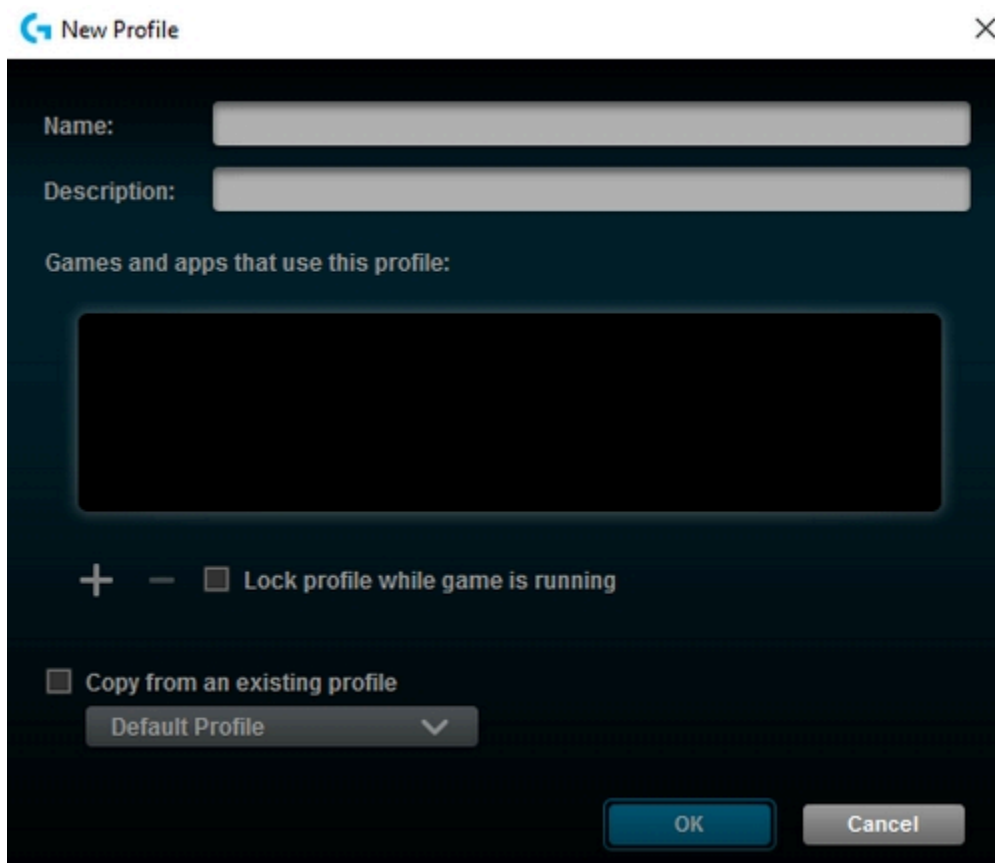 New Profile
Name:
Description:
Games and apps that use this profile:
Lock profile while game is running
Copy from an existing profile
Default Profile
OK Cancel